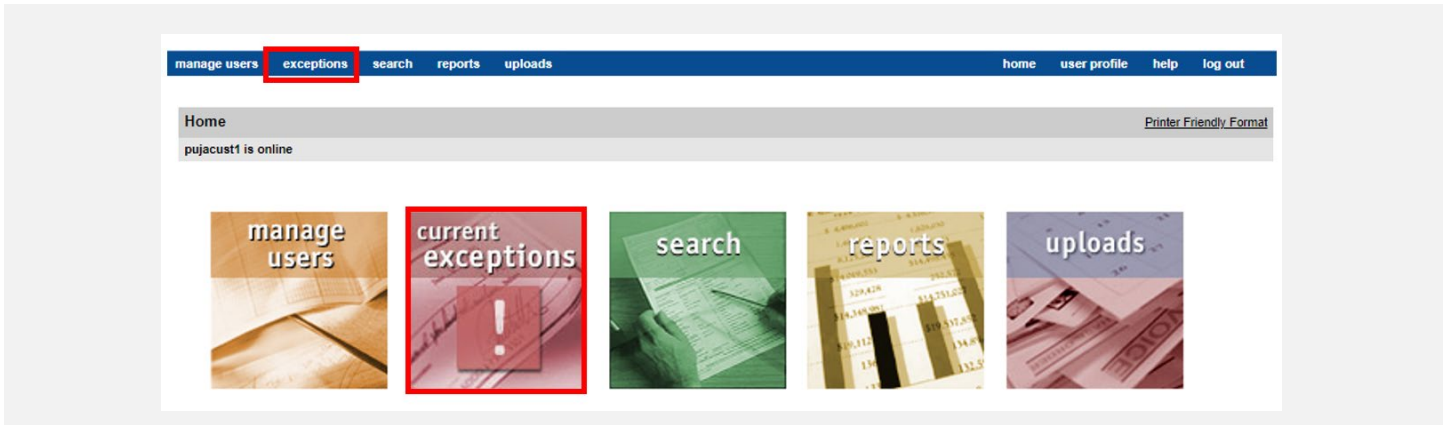 manage users exceptions search reports uploads home user profile help log out
Home Printer Friendly Format
pujacust1 is online
manage
users
current
exceptions
!
search
reports
uploads